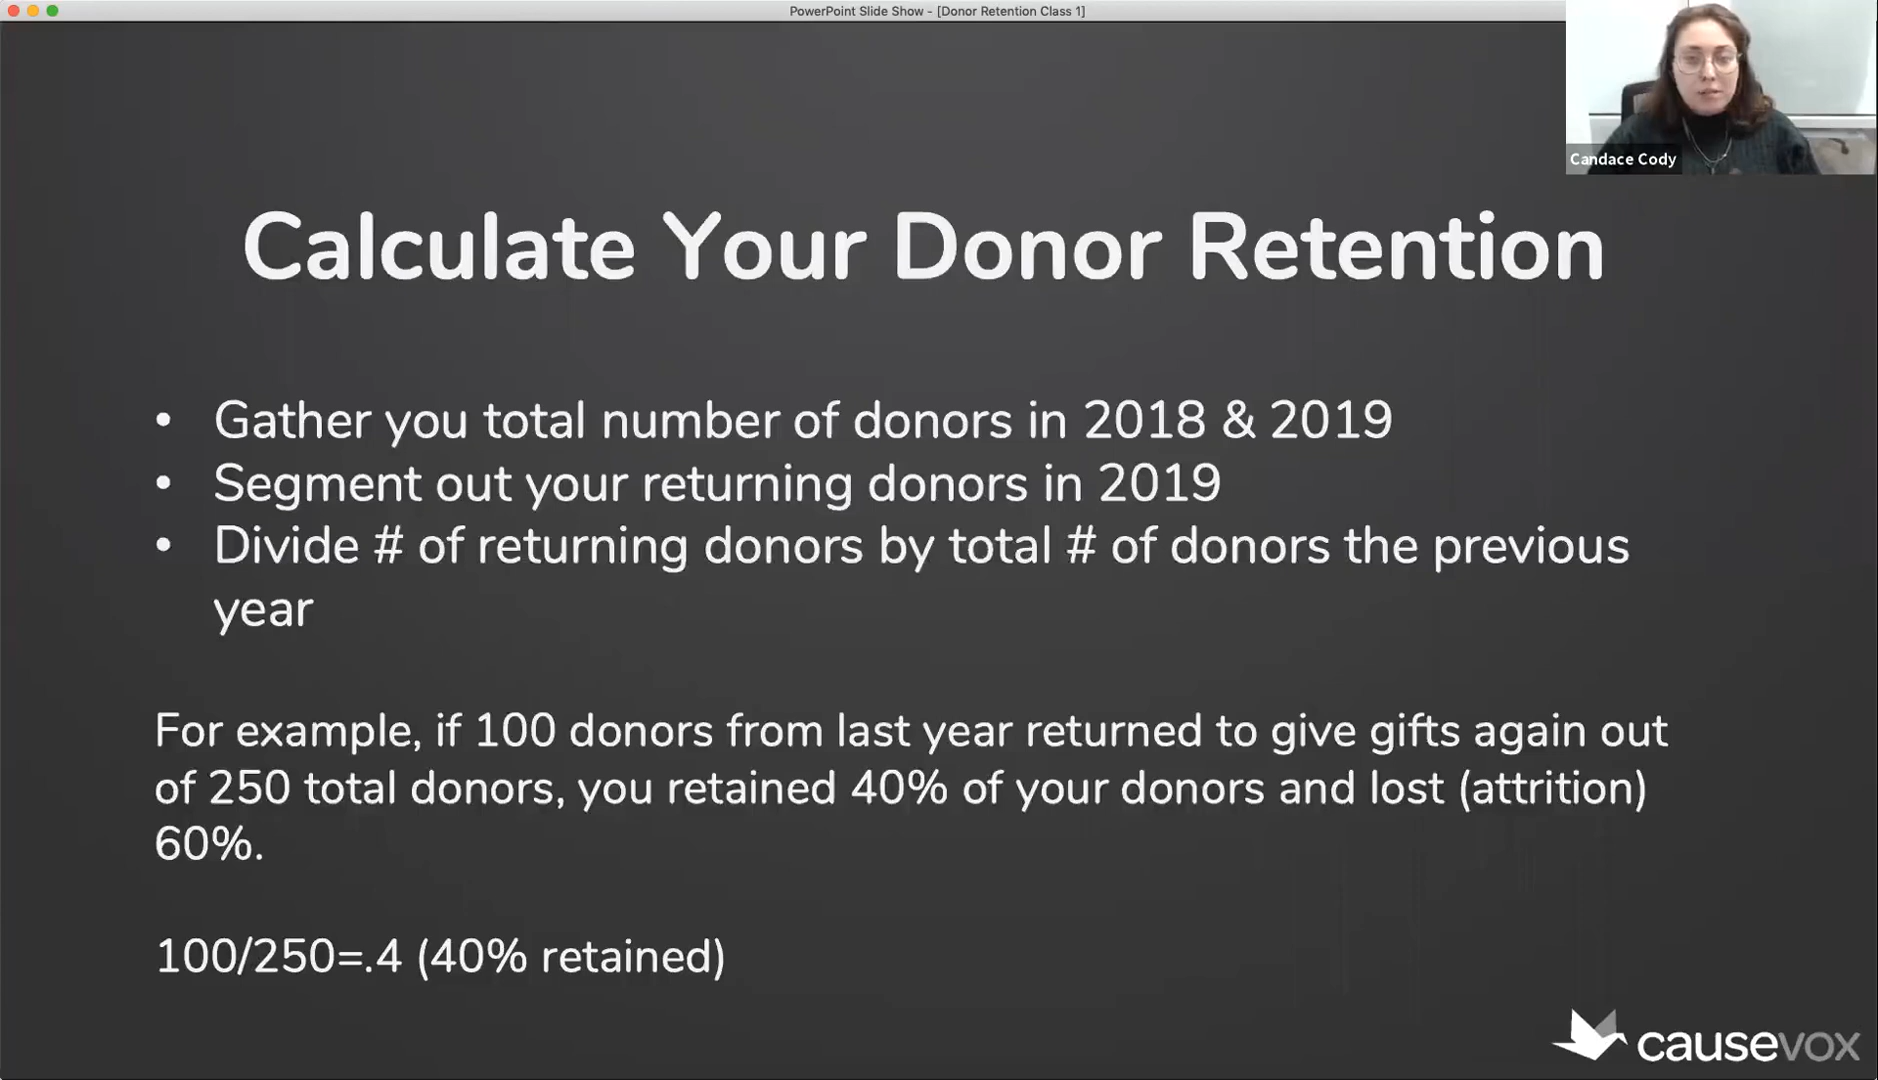 PowerPoint Slide Show - [Donor Retention Class 1]
Candace Cody
Calculate Your Donor Retention
• Gather you total number of donors in 2018 & 2019
• Segment out your returning donors in 2019
• Divide # of returning donors by total # of donors the previous
year
For example, if 100 donors from last year returned to give gifts again out
of 250 total donors, you retained 40% of your donors and lost (attrition)
60%.
100/250=.4 (40% retained)
causevox